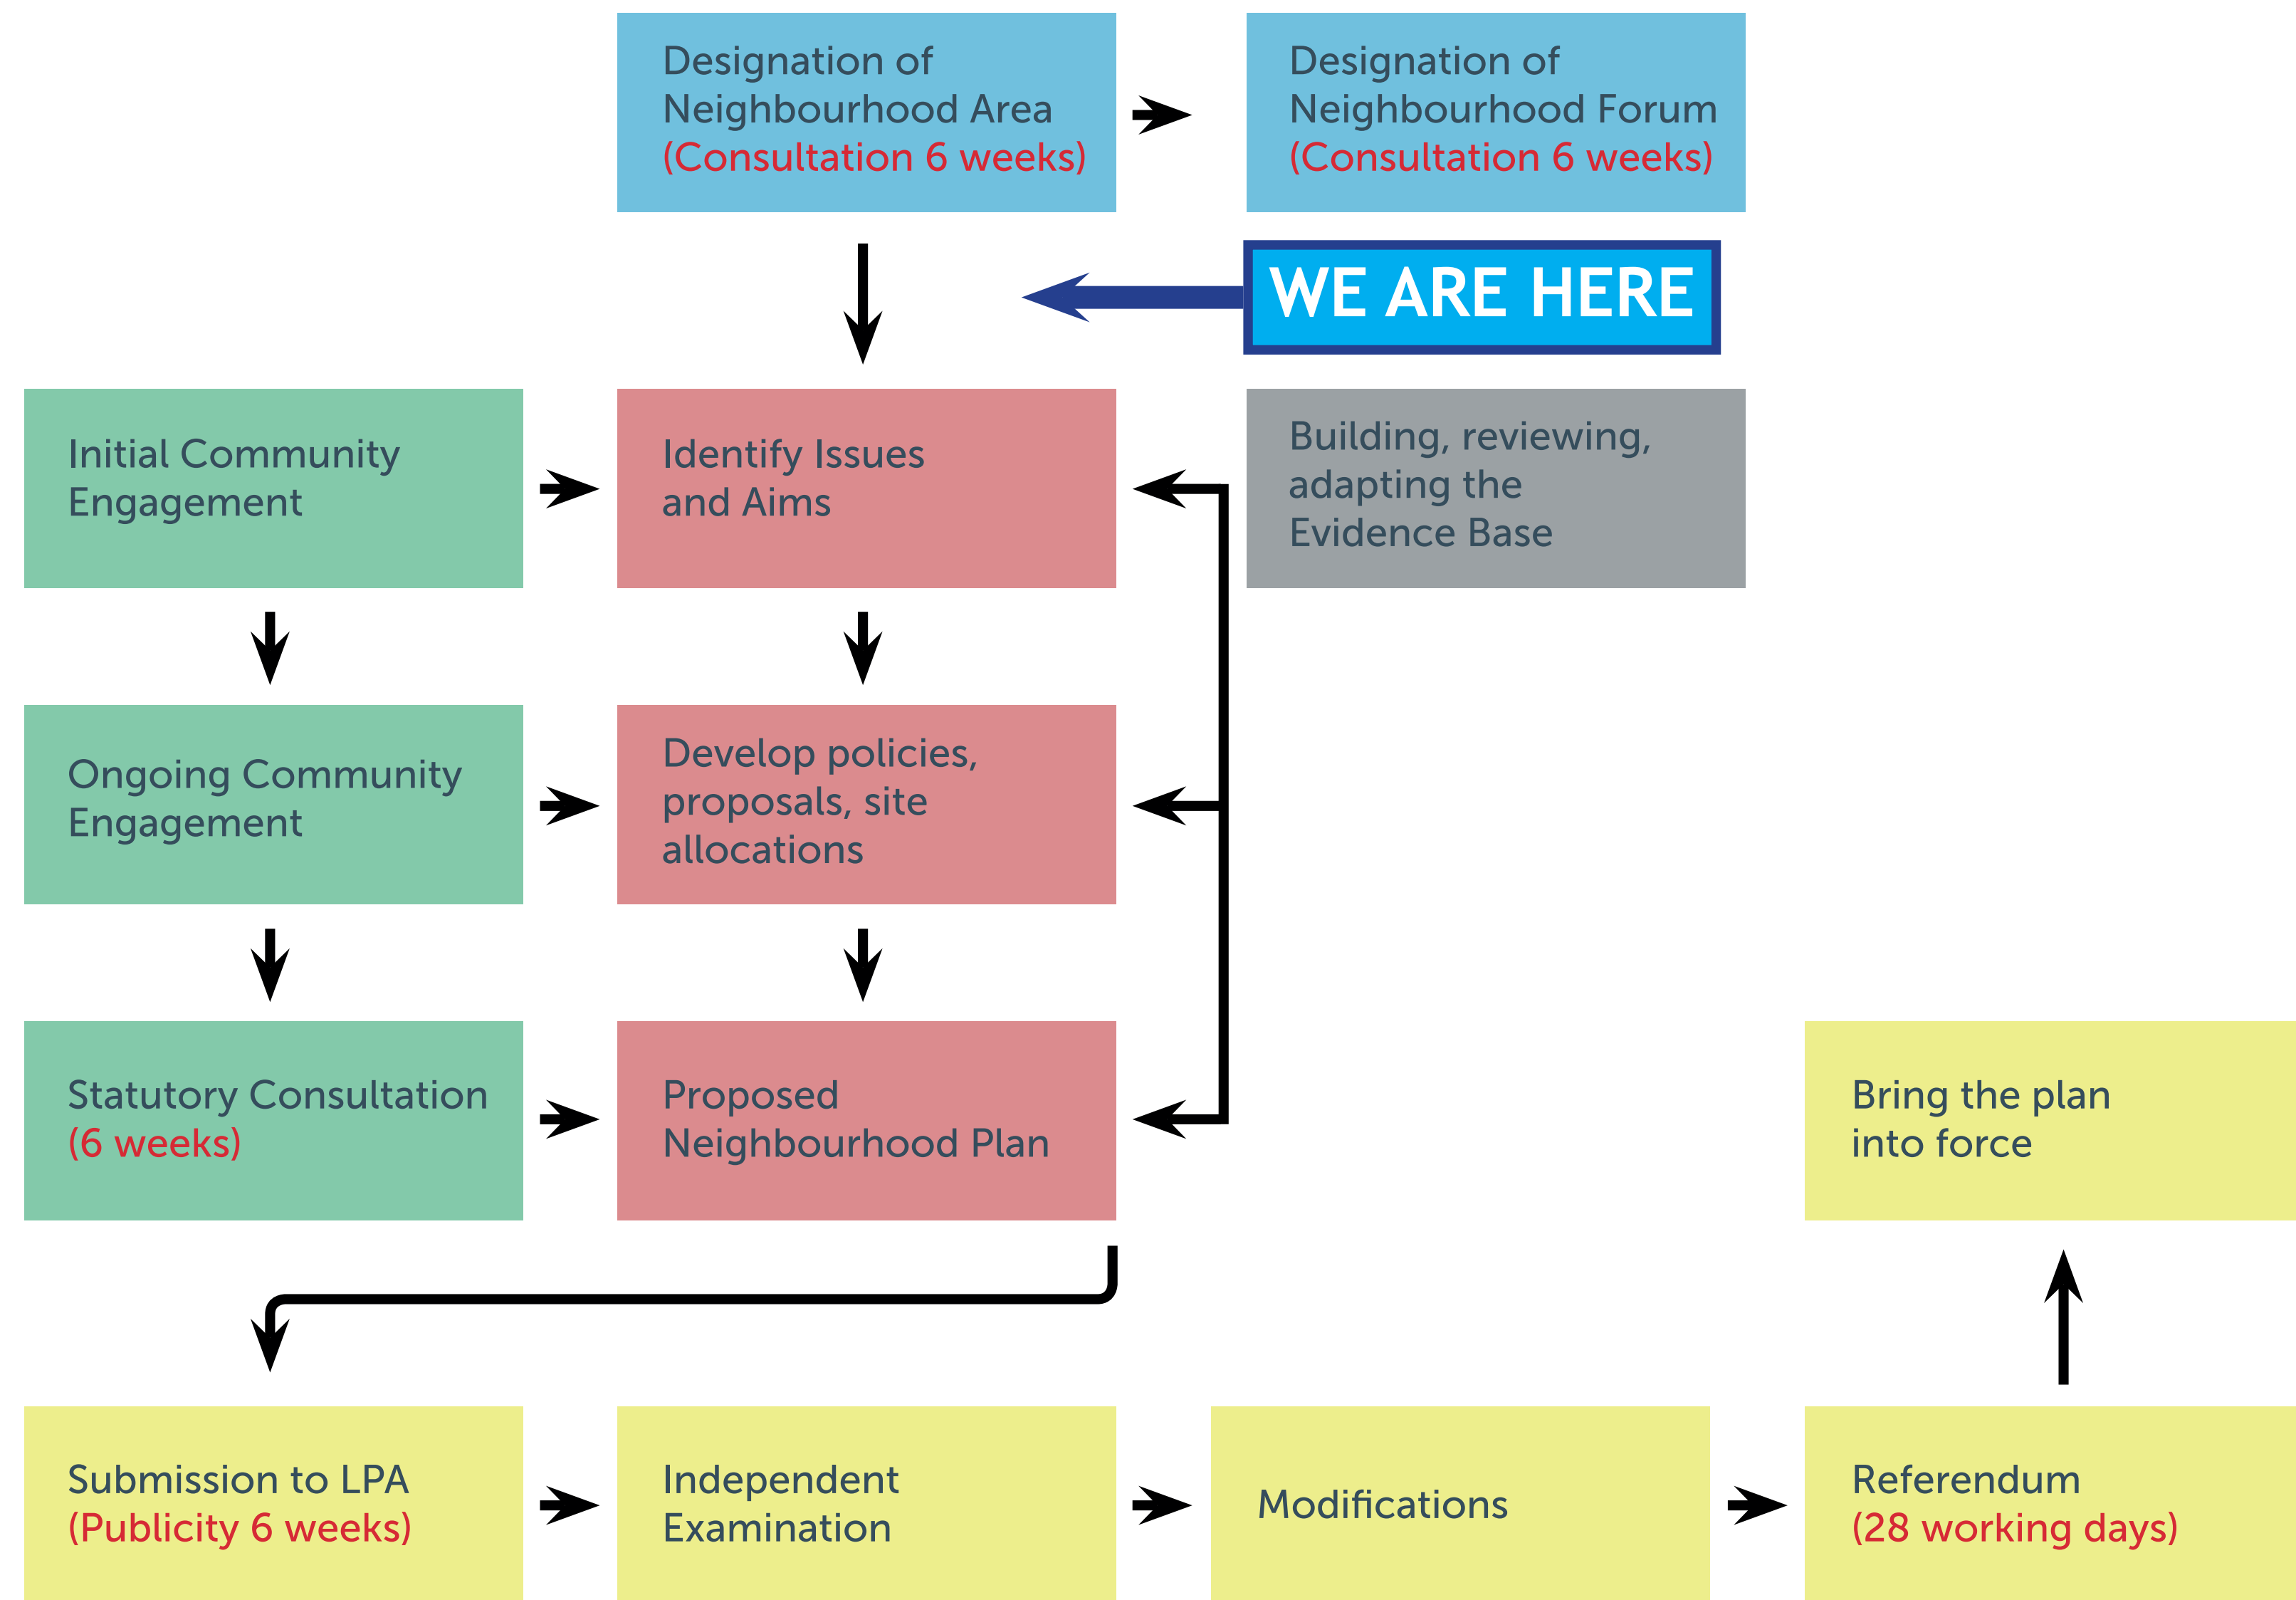 Designation of
Neighbourhood Area
(Consultation 6 weeks)
Designation of
Neighbourhood Forum
(Consultation 6 weeks)
WE ARE HERE
Initial Community
Engagement
Identify Issues
and Aims
Building, reviewing,
adapting the
Evidence Base
Ongoing Community
Engagement
Develop policies,
proposals, site
allocations
Statutory Consultation
(6 weeks)
Proposed
Neighbourhood Plan
Bring the plan
into force
Submission to LPA
(Publicity 6 weeks)
Independent
Examination
Modifications
Referendum
(28 working days)